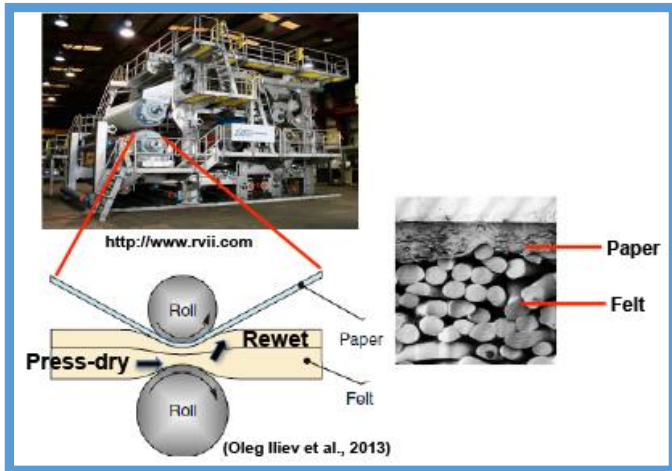 http://www.rvii.com
Roll
Paper
Rewet
Press-dry
Felt
Roll
(Oleg Iliev et al., 2013)
Paper
Felt